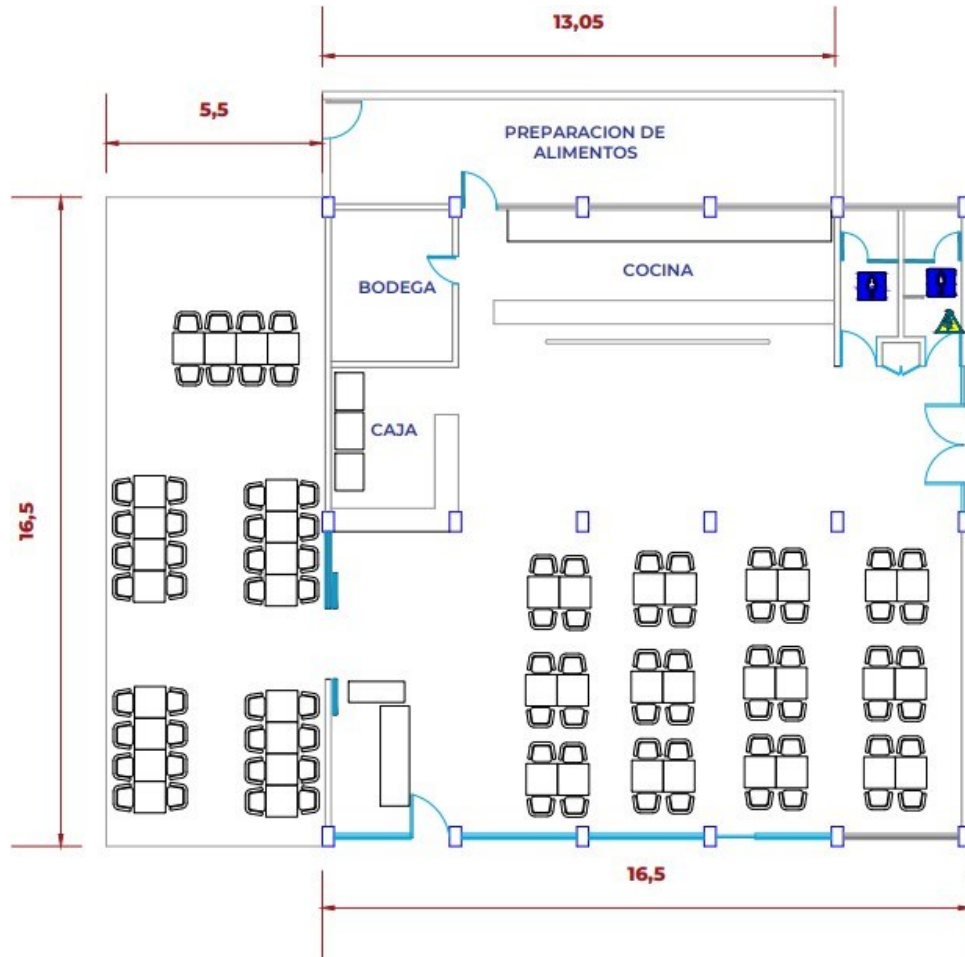 13,05
5,5
PREPARACION DE
ALIMENTOS
BODEGA
COCINA
CAJA
16,5
16,5